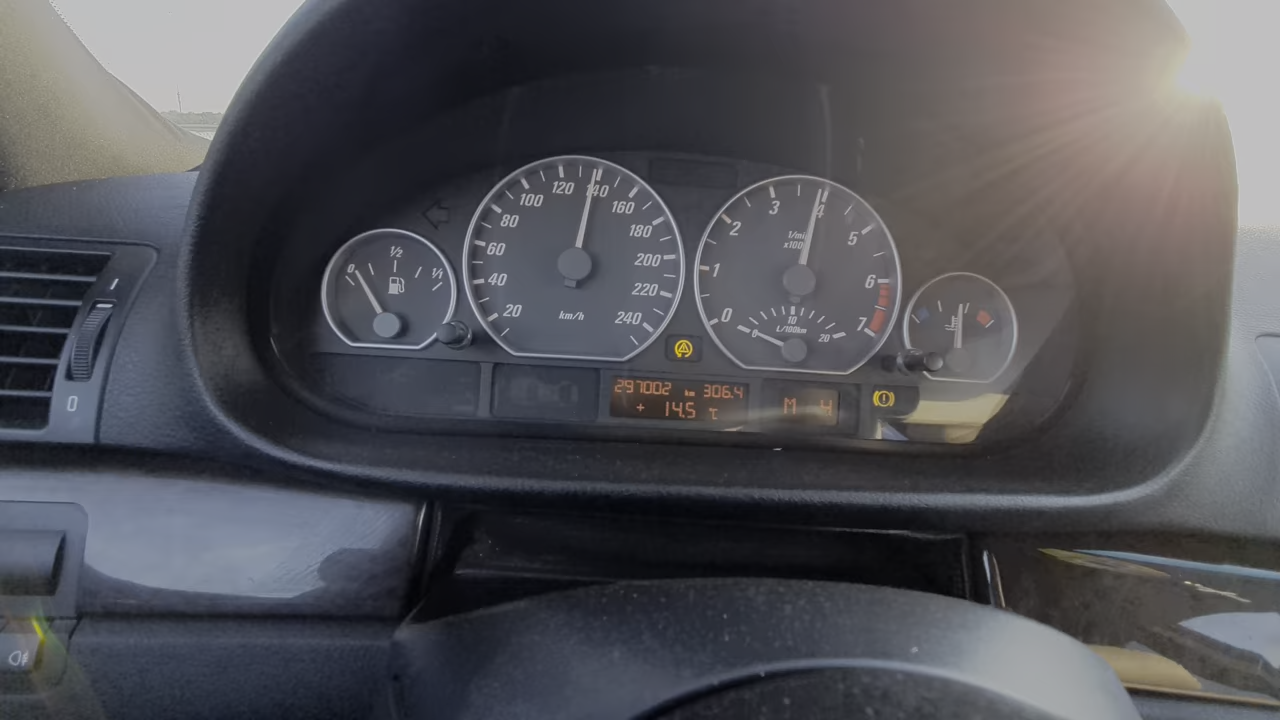 0 1/2 1/1
20 40 60 80 100 120 140 160 180 200 220 240
km/h
0 1 2 3 4 5 6 7
1/min
x1000
0 10 20
L/100km
297002 km 306.4
+ 14.5 °C
M 4
0